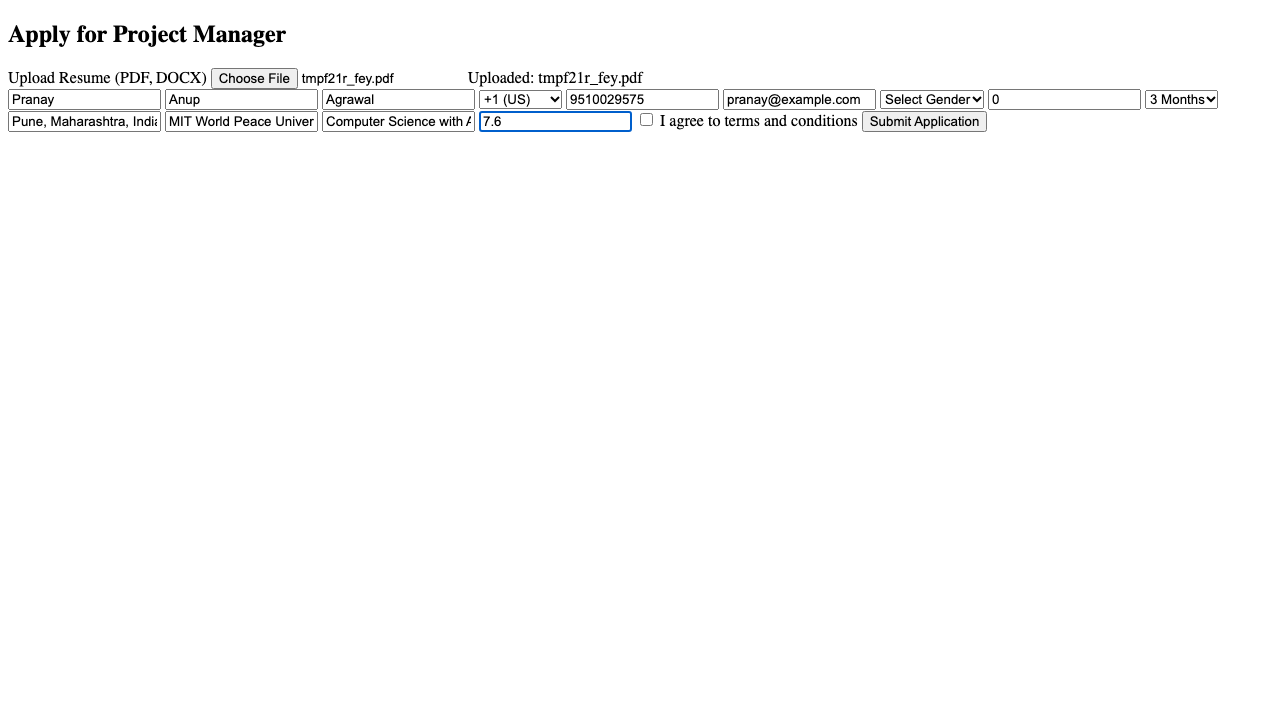 Apply for Project Manager
Upload Resume (PDF, DOCX) Choose File tmpf21r_fey.pdf Uploaded: tmpf21r_fey.pdf
Pranay Anup Agrawal +1 (US) 9510029575 pranay@example.com Select Gender 0 3 Months
Pune, Maharashtra, India MIT World Peace Univer Computer Science with A 7.6 I agree to terms and conditions Submit Application